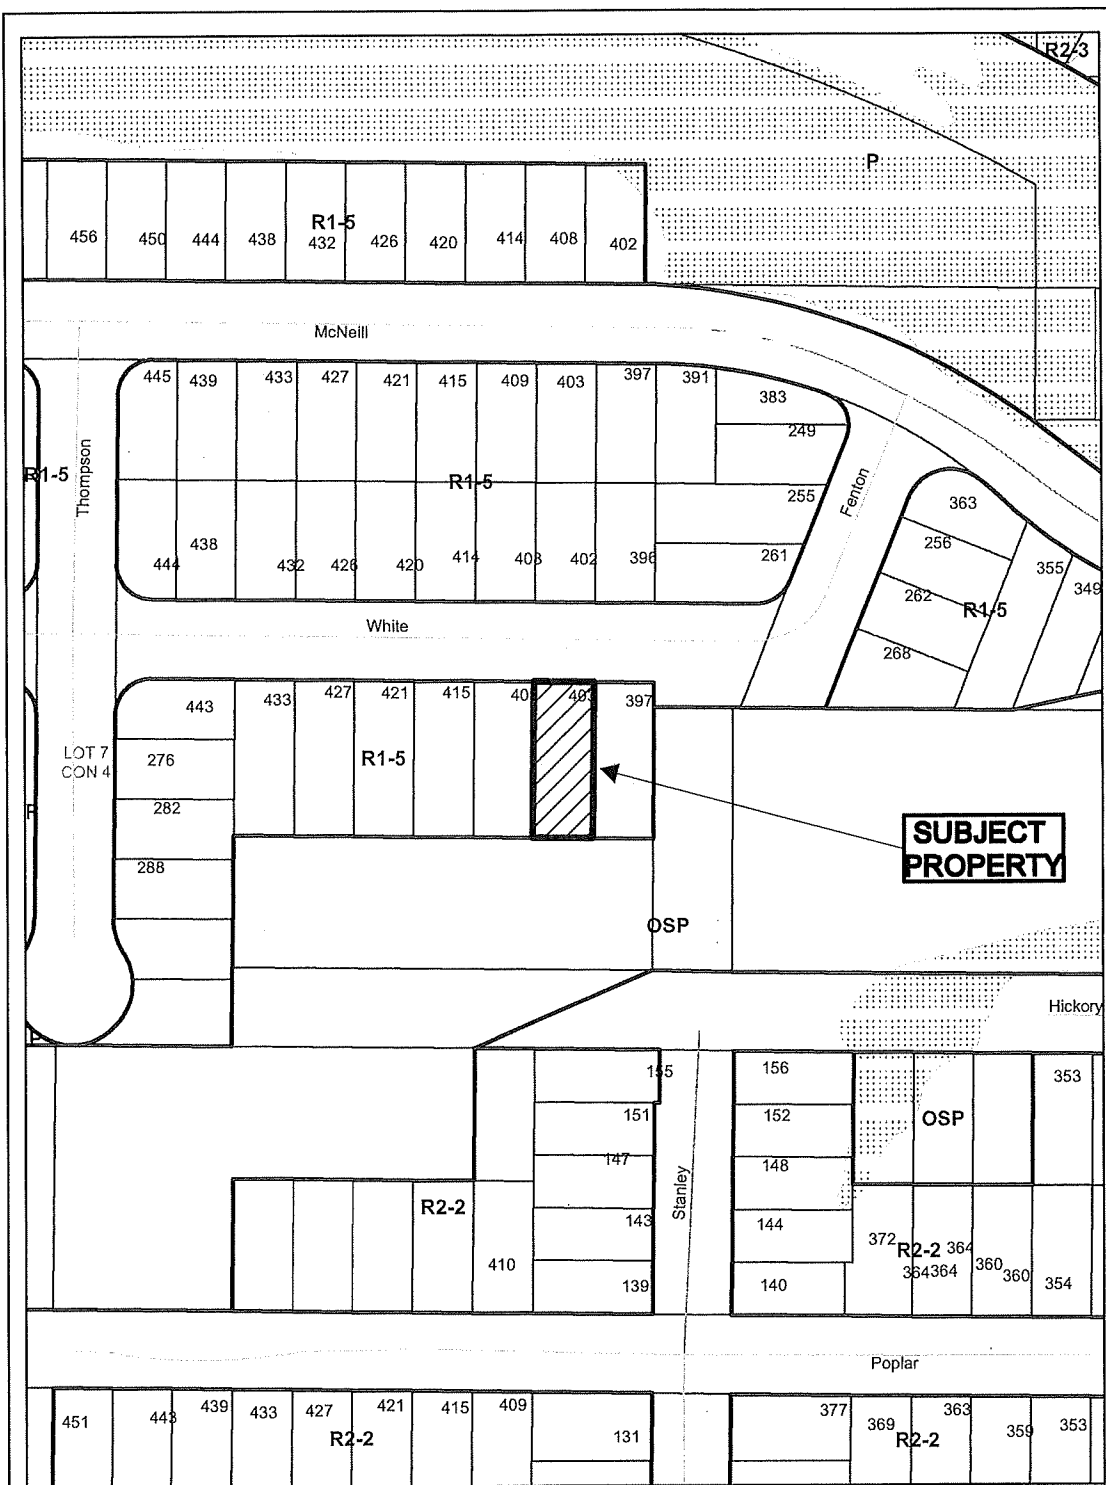 R2-3
P
R1-5
456 450 444 438 432 426 420 414 408 402
McNeill
445 439 433 427 421 415 409 403 397 391
383
249
Thompson
R1-5
R1-5
255
Fenton
363
438
444 432 426 420 414 408 402 396 261
256
355
262
R1-5
349
White
268
443 433 427 421 415 403 397
LOT 7
CON 4
276
R1-5
282
288
SUBJECT
PROPERTY
OSP
Hickory
155 156 353
151 152 OSP
147 148
Stanley
R2-2
143 144
372 R2-2 364
364 364 360 360
410 139 140 354
Poplar
451 443 439 433 427 421 415 409
377 369 363 359 353
R2-2
131
R2-2